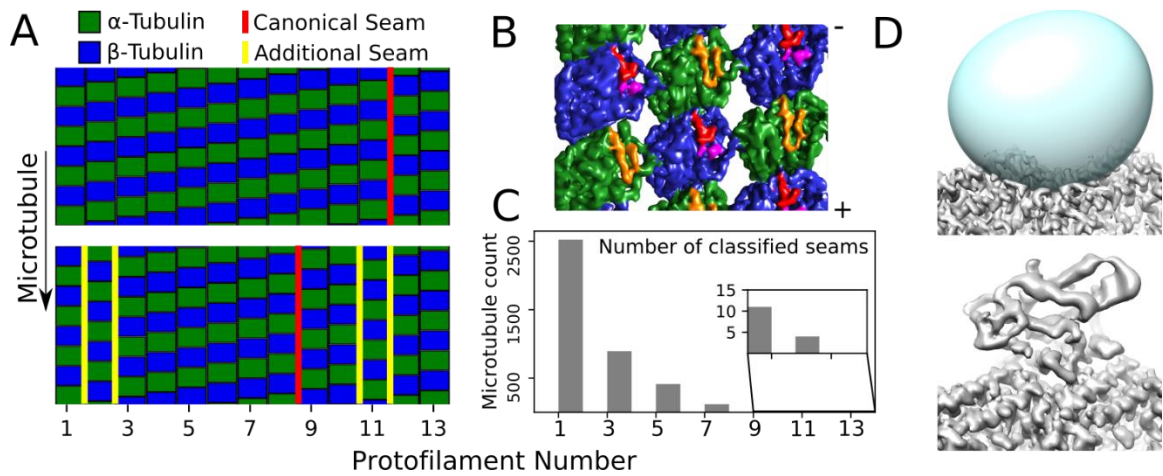 A
α-Tubulin
β-Tubulin
Canonical Seam
Additional Seam
Microtubule
1 3 5 7 9 11 13
B
-
+
C
Number of classified seams
Microtubule count
2500
1500
500
15
10
5
1 3 5 7 9 11 13
Protofilament Number
D